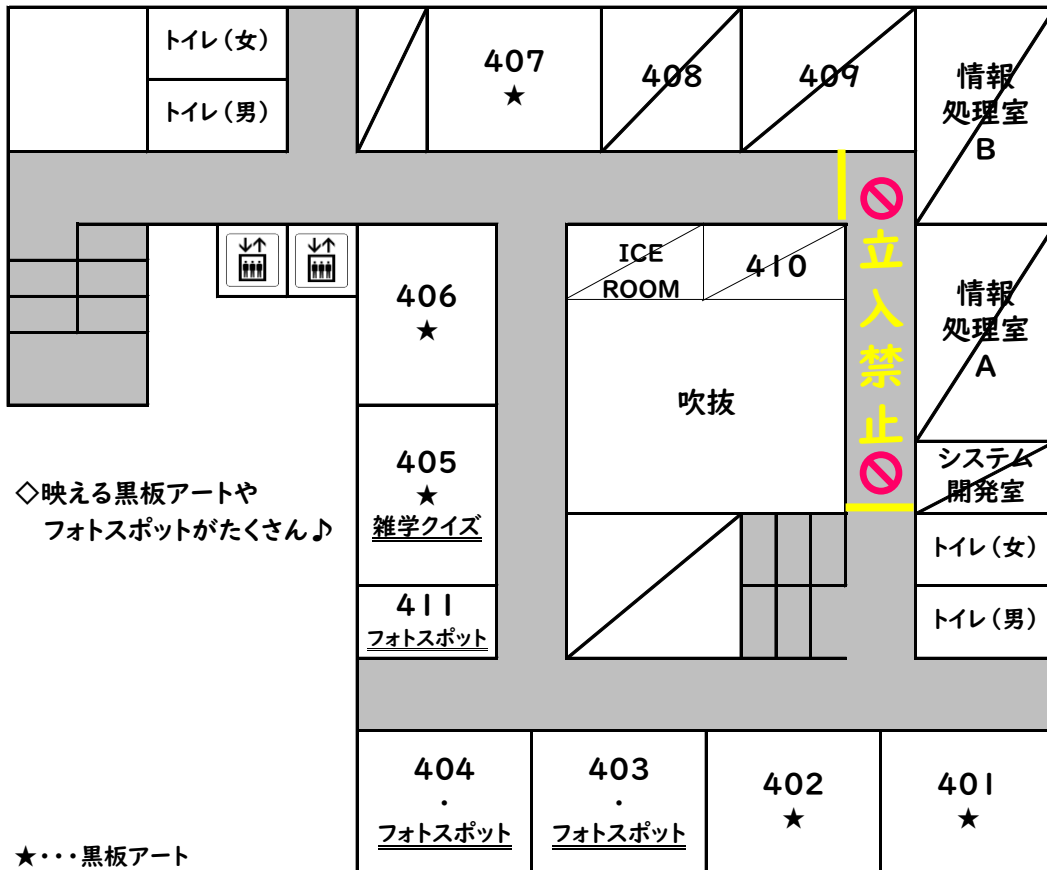 トイレ（女）
トイレ（男）
407
★
408
409
情報
処理室
B
立
入
禁
止
ICE
ROOM
410
406
★
情報
処理室
A
吹抜
405
★
雑学クイズ
システム
開発室
◇映える黒板アートや
フォトスポットがたくさん♪
トイレ（女）
411
フォトスポット
トイレ（男）
404
・
フォトスポット
403
・
フォトスポット
402
★
401
★
★・・・黒板アート